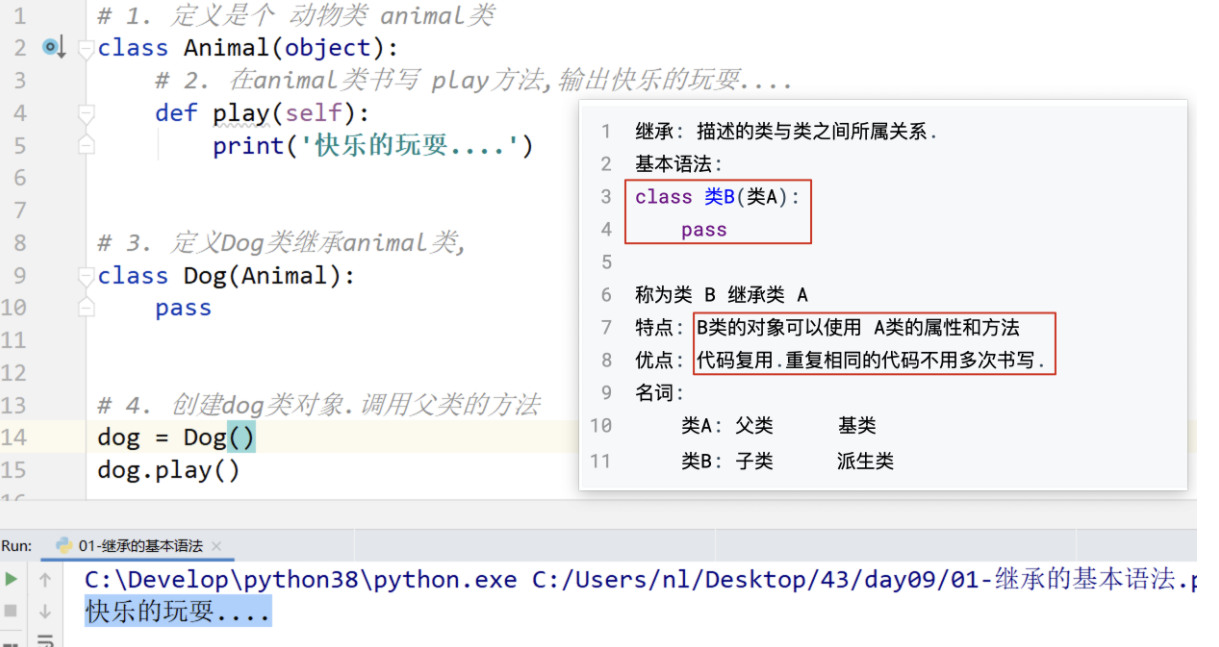 1 # 1. 定义是个 动物类 animal类
2 class Animal(object):
3 # 2. 在animal类书写 play方法,输出快乐的玩耍....
4 def play(self):
5 print('快乐的玩耍....')
6
7
8 # 3. 定义Dog类继承animal类,
9 class Dog(Animal):
10 pass
11
12
13 # 4. 创建dog类对象.调用父类的方法
14 dog = Dog()
15 dog.play()
1 继承: 描述的类与类之间所属关系.
2 基本语法:
3 class 类B(类A):
4 pass
5
6 称为类 B 继承类 A
7 特点: B类的对象可以使用 A类的属性和方法
8 优点: 代码复用.重复相同的代码不用多次书写.
9 名词:
10 类A: 父类 基类
11 类B: 子类 派生类
Run: 01-继承的基本语法 ×
C:\Develop\python38\python.exe C:/Users/nl/Desktop/43/day09/01-继承的基本语法.p
快乐的玩耍....